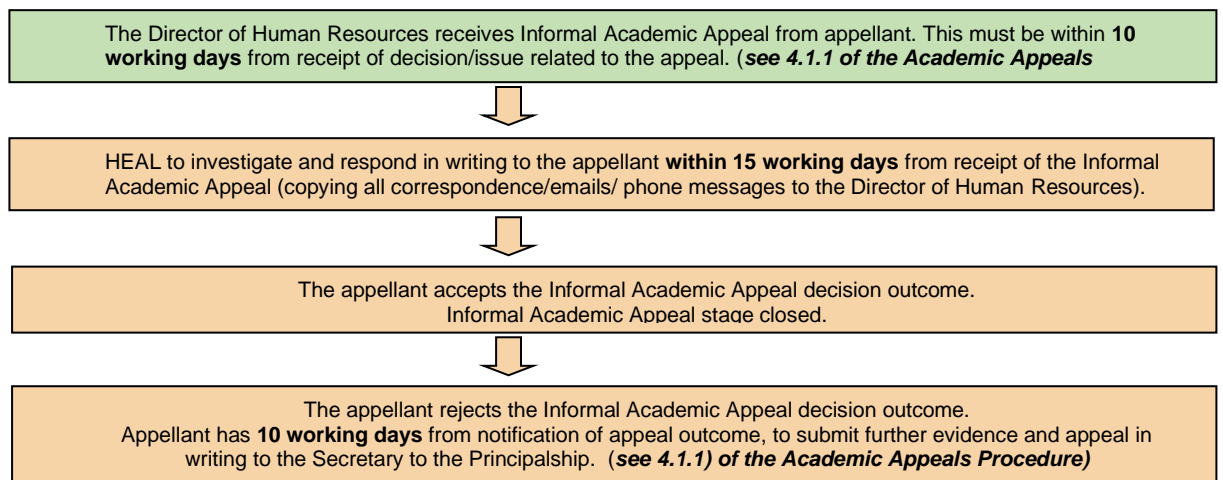 The Director of Human Resources receives Informal Academic Appeal from appellant. This must be within 10
working days from receipt of decision/issue related to the appeal. (see 4.1.1 of the Academic Appeals
HEAL to investigate and respond in writing to the appellant within 15 working days from receipt of the Informal
Academic Appeal (copying all correspondence/emails/ phone messages to the Director of Human Resources).
The appellant accepts the Informal Academic Appeal decision outcome.
Informal Academic Appeal stage closed.
The appellant rejects the Informal Academic Appeal decision outcome.
Appellant has 10 working days from notification of appeal outcome, to submit further evidence and appeal in
writing to the Secretary to the Principalship. (see 4.1.1) of the Academic Appeals Procedure)